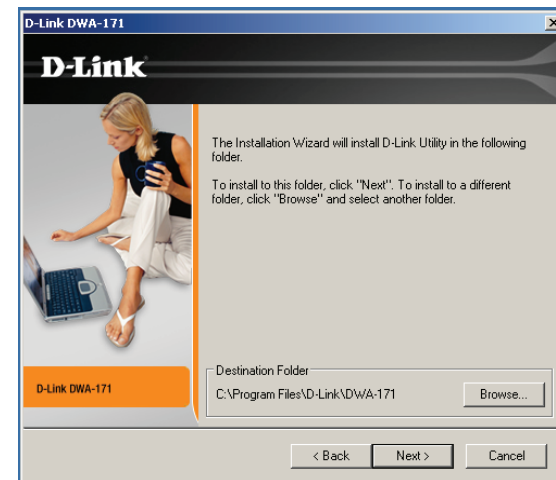 D-Link DWA-171
D-Link
The Installation Wizard will install D-Link Utility in the following
folder.
To install to this folder, click "Next". To install to a different
folder, click "Browse" and select another folder.
D-Link DWA-171
Destination Folder
C:\Program Files\D-Link\DWA-171
Browse...
< Back
Next >
Cancel